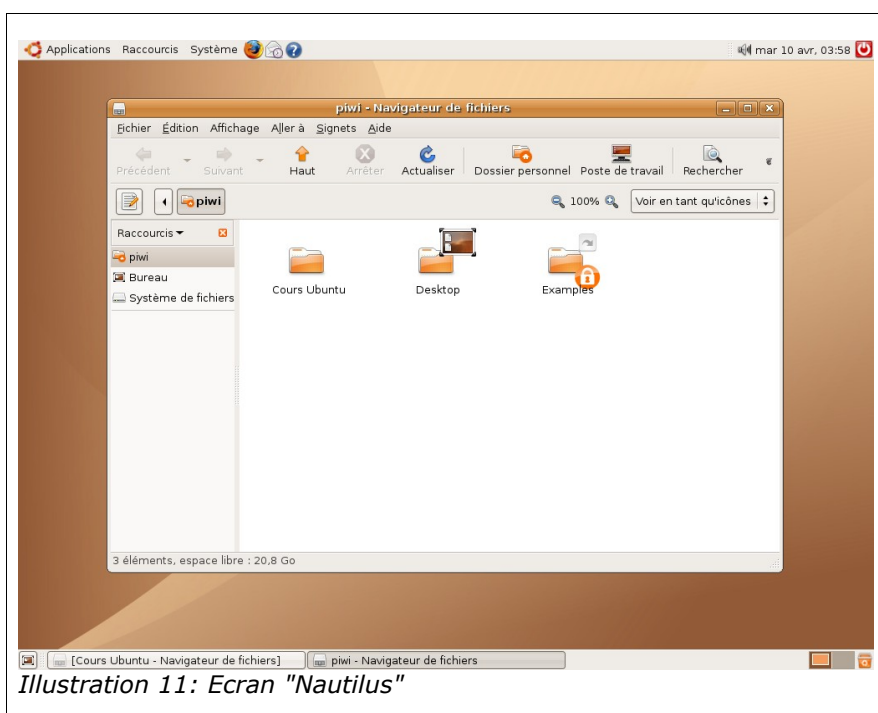 Applications Raccourcis Système mar 10 avr, 03:58
piwi - Navigateur de fichiers
Fichier Édition Affichage Aller à Signets Aide
Précédent Suivant Haut Arrêter Actualiser Dossier personnel Poste de travail Rechercher
piwi 100% Voir en tant qu'icônes
Raccourcis
piwi
Bureau
Système de fichiers
Cours Ubuntu Desktop Examples
3 éléments, espace libre : 20,8 Go
[Cours Ubuntu - Navigateur de fichiers] piwi - Navigateur de fichiers
Illustration 11: Ecran "Nautilus"